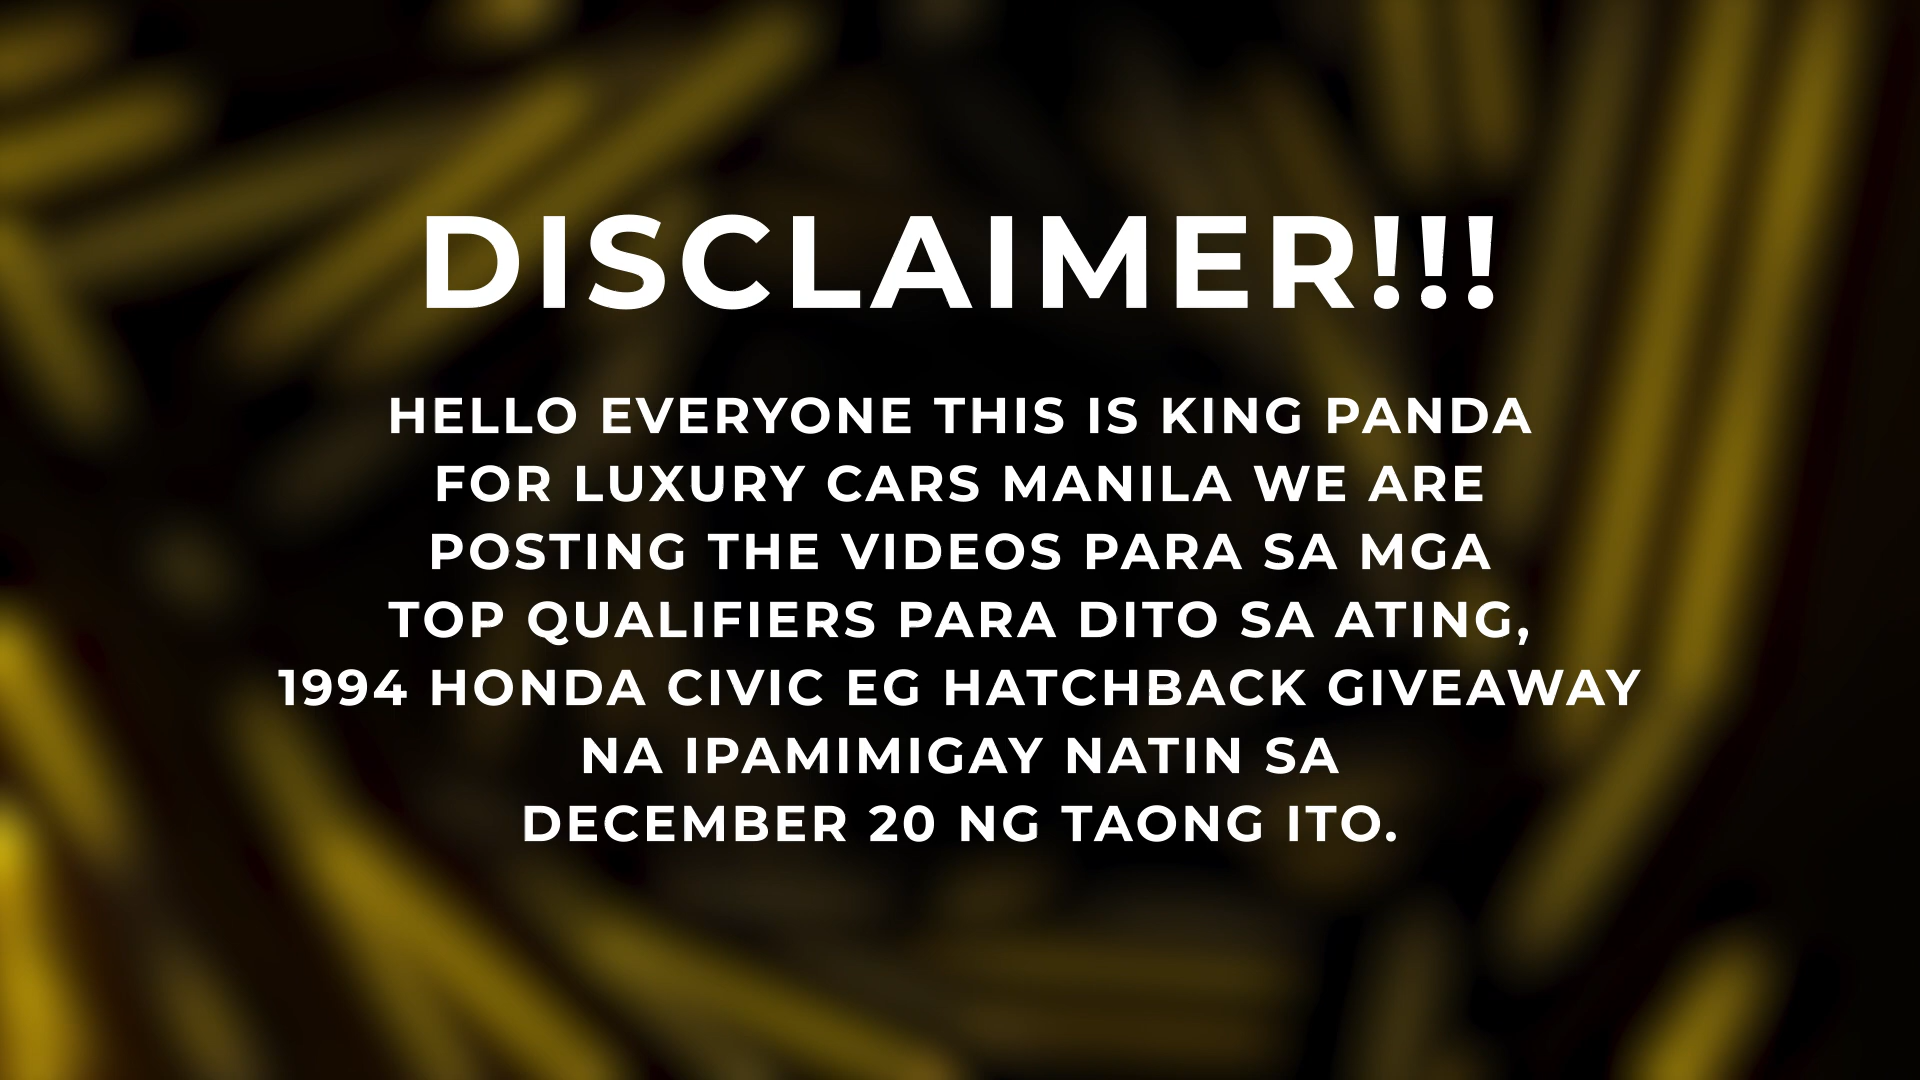 DISCLAIMER!!!
HELLO EVERYONE THIS IS KING PANDA
FOR LUXURY CARS MANILA WE ARE
POSTING THE VIDEOS PARA SA MGA
TOP QUALIFIERS PARA DITO SA ATING,
1994 HONDA CIVIC EG HATCHBACK GIVEAWAY
NA IPAMIMIGAY NATIN SA
DECEMBER 20 NG TAONG ITO.